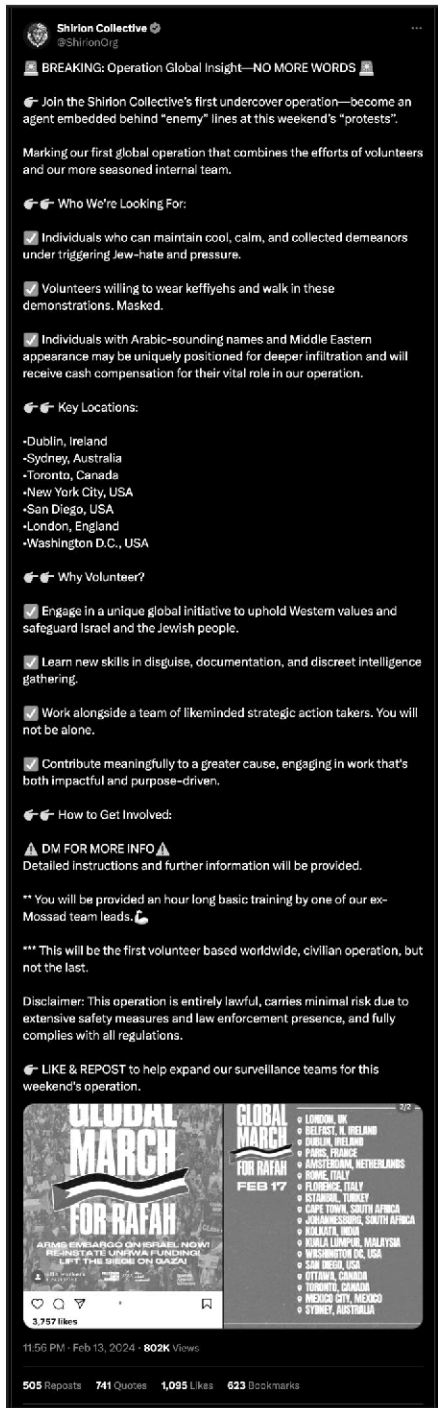 Shirion Collective
@ShirionOrg
🚨 BREAKING: Operation Global Insight—NO MORE WORDS 🚨
👉 Join the Shirion Collective's first undercover operation—become an
agent embedded behind “enemy” lines at this weekend's “protests”.
Marking our first global operation that combines the efforts of volunteers
and our more seasoned internal team.
👉👉 Who We're Looking For:
☑️ Individuals who can maintain cool, calm, and collected demeanors
under triggering Jew-hate and pressure.
☑️ Volunteers willing to wear keffiyehs and walk in these
demonstrations. Masked.
☑️ Individuals with Arabic-sounding names and Middle Eastern
appearance may be uniquely positioned for deeper infiltration and will
receive cash compensation for their vital role in our operation.
👉👉 Key Locations:
•Dublin, Ireland
•Sydney, Australia
•Toronto, Canada
•New York City, USA
•San Diego, USA
•London, England
•Washington D.C., USA
👉👉 Why Volunteer?
☑️ Engage in a unique global initiative to uphold Western values and
safeguard Israel and the Jewish people.
☑️ Learn new skills in disguise, documentation, and discreet intelligence
gathering.
☑️ Work alongside a team of likeminded strategic action takers. You will
not be alone.
☑️ Contribute meaningfully to a greater cause, engaging in work that's
both impactful and purpose-driven.
👉👉 How to Get Involved:
⚠️ DM FOR MORE INFO⚠️
Detailed instructions and further information will be provided.
** You will be provided an hour long basic training by one of our ex-
Mossad team leads.💪
*** This will be the first volunteer based worldwide, civilian operation, but
not the last.
Disclaimer: This operation is entirely lawful, carries minimal risk due to
extensive safety measures and law enforcement presence, and fully
complies with all regulations.
👉 LIKE & REPOST to help expand our surveillance teams for this
weekend's operation.
GLOBAL
MARCH
FOR RAFAH
ARMS EMBARGO ON ISRAEL NOW!
RE-INSTATE UNRWA FUNDING!
LIFT THE SIEGE ON GAZA!
3,757 likes
2/2
GLOBAL
MARCH
FOR RAFAH
FEB 17
LONDON, UK
BELFAST, N. IRELAND
DUBLIN, IRELAND
PARIS, FRANCE
AMSTERDAM, NETHERLANDS
ROME, ITALY
FLORENCE, ITALY
ISTANBUL, TURKEY
CAPE TOWN, SOUTH AFRICA
JOHANNESBURG, SOUTH AFRICA
KOLKATA, INDIA
KUALA LUMPUR, MALAYSIA
WASHINGTON DC, USA
SAN DIEGO, USA
OTTAWA, CANADA
TORONTO, CANADA
MEXICO CITY, MEXICO
SYDNEY, AUSTRALIA
11:56 PM · Feb 13, 2024 · 802K Views
505 Reposts 741 Quotes 1,095 Likes 623 Bookmarks